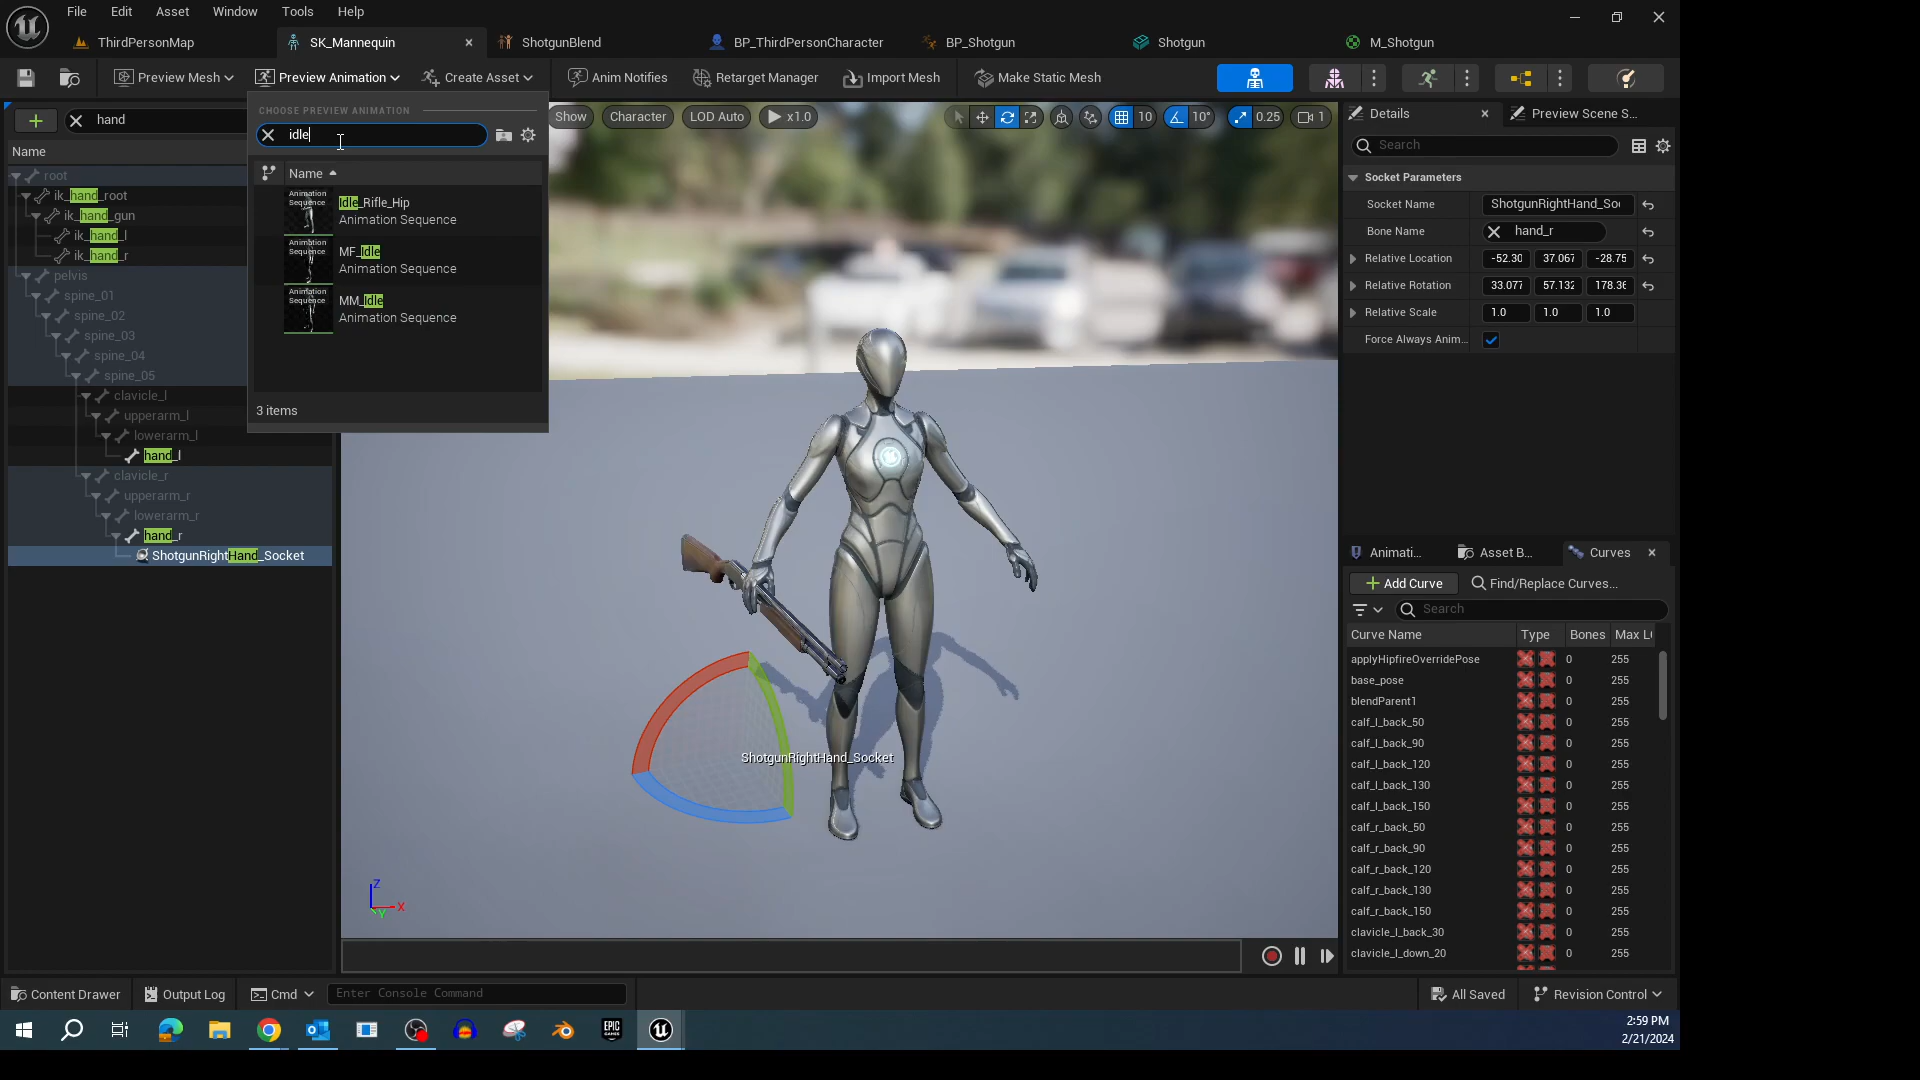 File Edit Asset Window Tools Help
ThirdPersonMap SK_Mannequin ShotgunBlend BP_ThirdPersonCharacter BP_Shotgun Shotgun M_Shotgun
Preview Mesh Preview Animation Create Asset Anim Notifies Retarget Manager Import Mesh Make Static Mesh
hand
Name
root
ik_hand_root
ik_hand_gun
ik_hand_l
ik_hand_r
pelvis
spine_01
spine_02
spine_03
spine_04
spine_05
clavicle_l
upperarm_l
lowerarm_l
hand_l
clavicle_r
upperarm_r
lowerarm_r
hand_r
ShotgunRightHand_Socket
CHOOSE PREVIEW ANIMATION
idle
Name
Animation Sequence
Idle_Rifle_Hip
Animation Sequence
Animation Sequence
MF_Idle
Animation Sequence
Animation Sequence
MM_Idle
Animation Sequence
3 items
Show Character LOD Auto x1.0 10 10° 0.25 1
ShotgunRightHand_Socket
Z
X
Y
Details Preview Scene S...
Search
Socket Parameters
Socket Name ShotgunRightHand_So
Bone Name hand_r
Relative Location -52.30 37.067 -28.75
Relative Rotation 33.077 57.132 178.36
Relative Scale 1.0 1.0 1.0
Force Always Anim...
Animati... Asset B... Curves
Add Curve Find/Replace Curves...
Search
Curve Name Type Bones Max L
applyHipfireOverridePose 0 255
base_pose 0 255
blendParent1 0 255
calf_l_back_50 0 255
calf_l_back_90 0 255
calf_l_back_120 0 255
calf_l_back_130 0 255
calf_l_back_150 0 255
calf_r_back_50 0 255
calf_r_back_90 0 255
calf_r_back_120 0 255
calf_r_back_130 0 255
calf_r_back_150 0 255
clavicle_l_back_30 0 255
clavicle_l_down_20 0 255
Content Drawer Output Log Cmd Enter Console Command All Saved Revision Control
EPIC GAMES
2:59 PM
2/21/2024